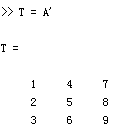 >> T = A'
T =
1 4 7
2 5 8
3 6 9